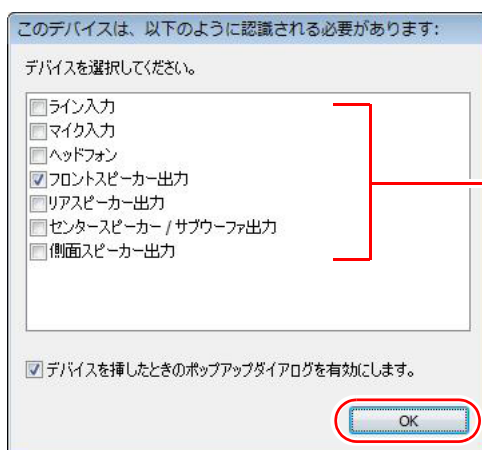 このデバイスは、以下のように認識される必要があります:
デバイスを選択してください。
ライン入力
マイク入力
ヘッドフォン
フロントスピーカー出力
リアスピーカー出力
センタースピーカー / サブウーファ出力
側面スピーカー出力
デバイスを挿したときのポップアップダイアログを有効にします。
OK